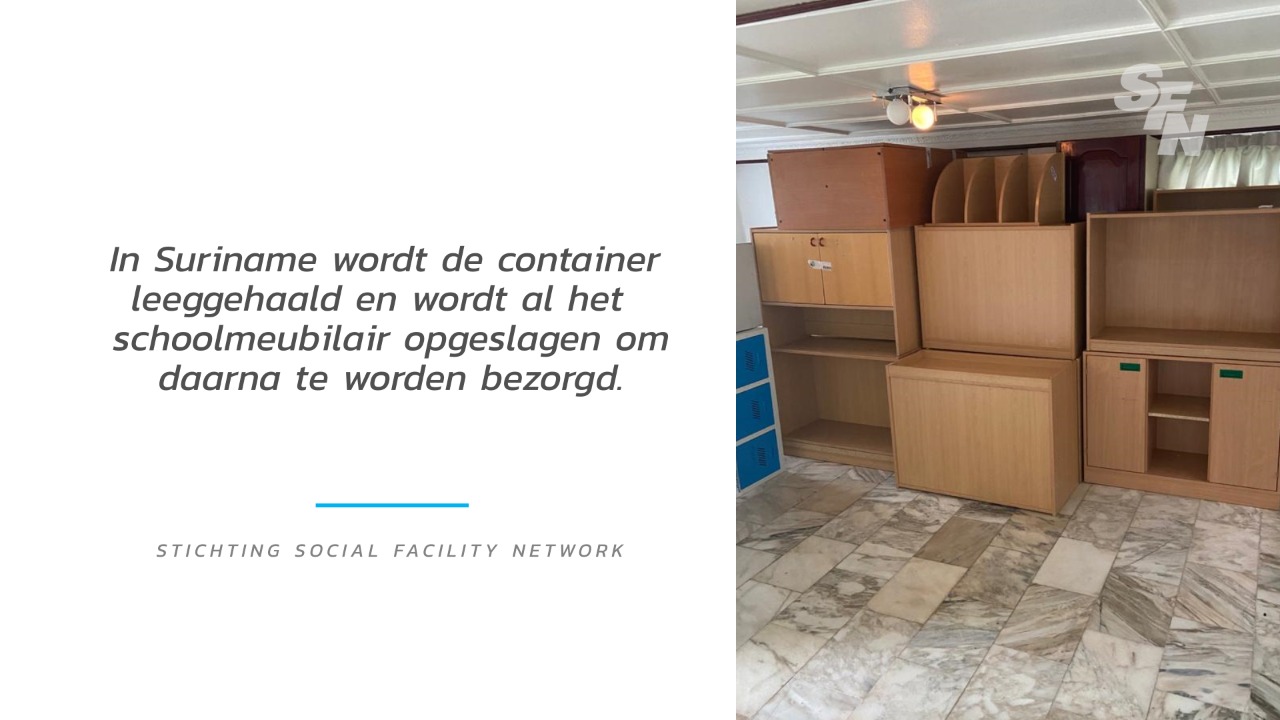 In Suriname wordt de container
leeggehaald en wordt al het
schoolmeubilair opgeslagen om
daarna te worden bezorgd.
STICHTING SOCIAL FACILITY NETWORK
SFN